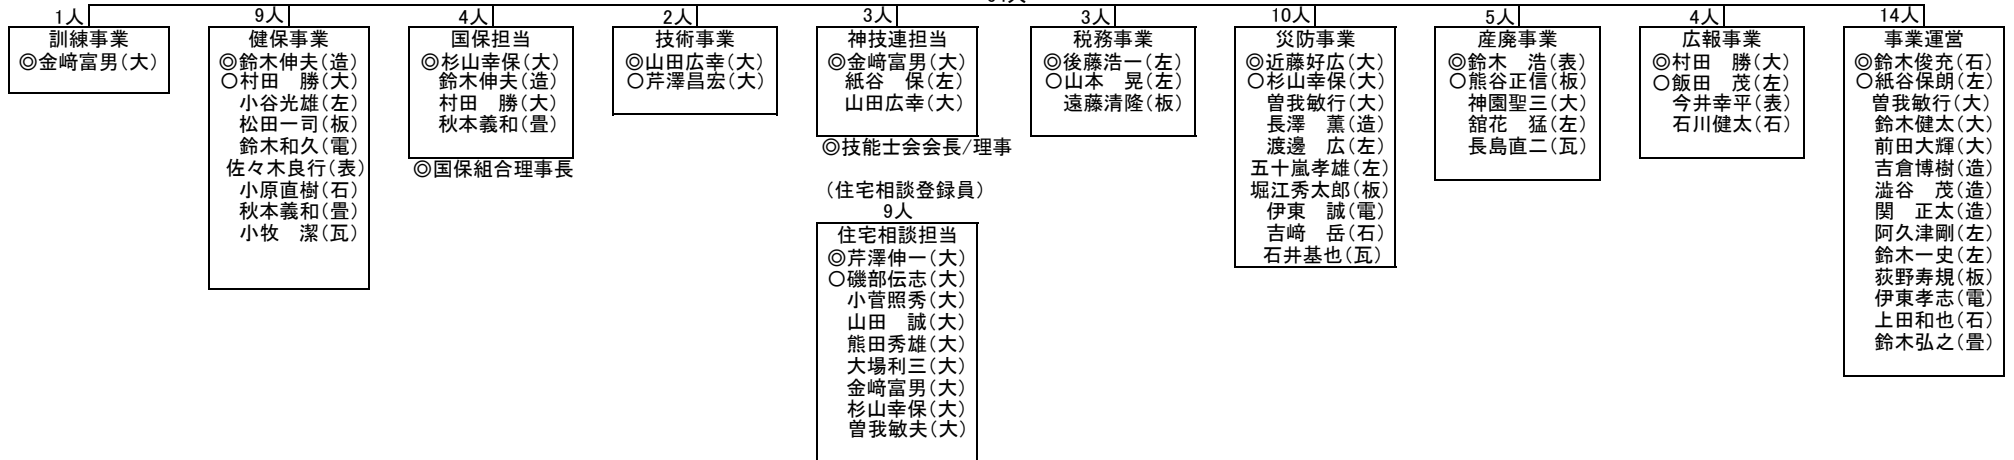 1人
訓練事業
◎金﨑富男(大)
9人
健保事業
◎鈴木伸夫(造)
○村田　勝(大)
小谷光雄(左)
松田一司(板)
鈴木和久(電)
佐々木良行(表)
小原直樹(石)
秋本義和(畳)
小牧　潔(瓦)
4人
国保担当
◎杉山幸保(大)
鈴木伸夫(造)
村田　勝(大)
秋本義和(畳)
◎国保組合理事長
2人
技術事業
◎山田広幸(大)
○芹澤昌宏(大)
3人
神技連担当
◎金﨑富男(大)
紙谷　保(左)
山田広幸(大)
◎技能士会会長/理事
(住宅相談登録員)
9人
住宅相談担当
◎芹澤伸一(大)
○磯部伝志(大)
小菅照秀(大)
山田　誠(大)
熊田秀雄(大)
大場利三(大)
金﨑富男(大)
杉山幸保(大)
曽我敏夫(大)
3人
税務事業
◎後藤浩一(左)
○山本　晃(左)
遠藤清隆(板)
10人
災防事業
◎近藤好広(大)
○杉山幸保(大)
曽我敏行(大)
長澤　薫(造)
渡邊　広(左)
五十嵐孝雄(左)
堀江秀太郎(板)
伊東　誠(電)
吉﨑　岳(石)
石井基也(瓦)
5人
産廃事業
◎鈴木　浩(表)
○熊谷正信(板)
神園聖三(大)
舘花　猛(左)
長島直二(瓦)
4人
広報事業
◎村田　勝(大)
○飯田　茂(左)
今井幸平(表)
石川健太(石)
14人
事業運営
◎鈴木俊充(石)
○紙谷保朗(左)
曽我敏行(大)
鈴木健太(大)
前田大輝(大)
吉倉博樹(造)
澁谷　茂(造)
関　正太(造)
阿久津剛(左)
鈴木一史(左)
荻野寿規(板)
伊東孝志(電)
上田和也(石)
鈴木弘之(畳)